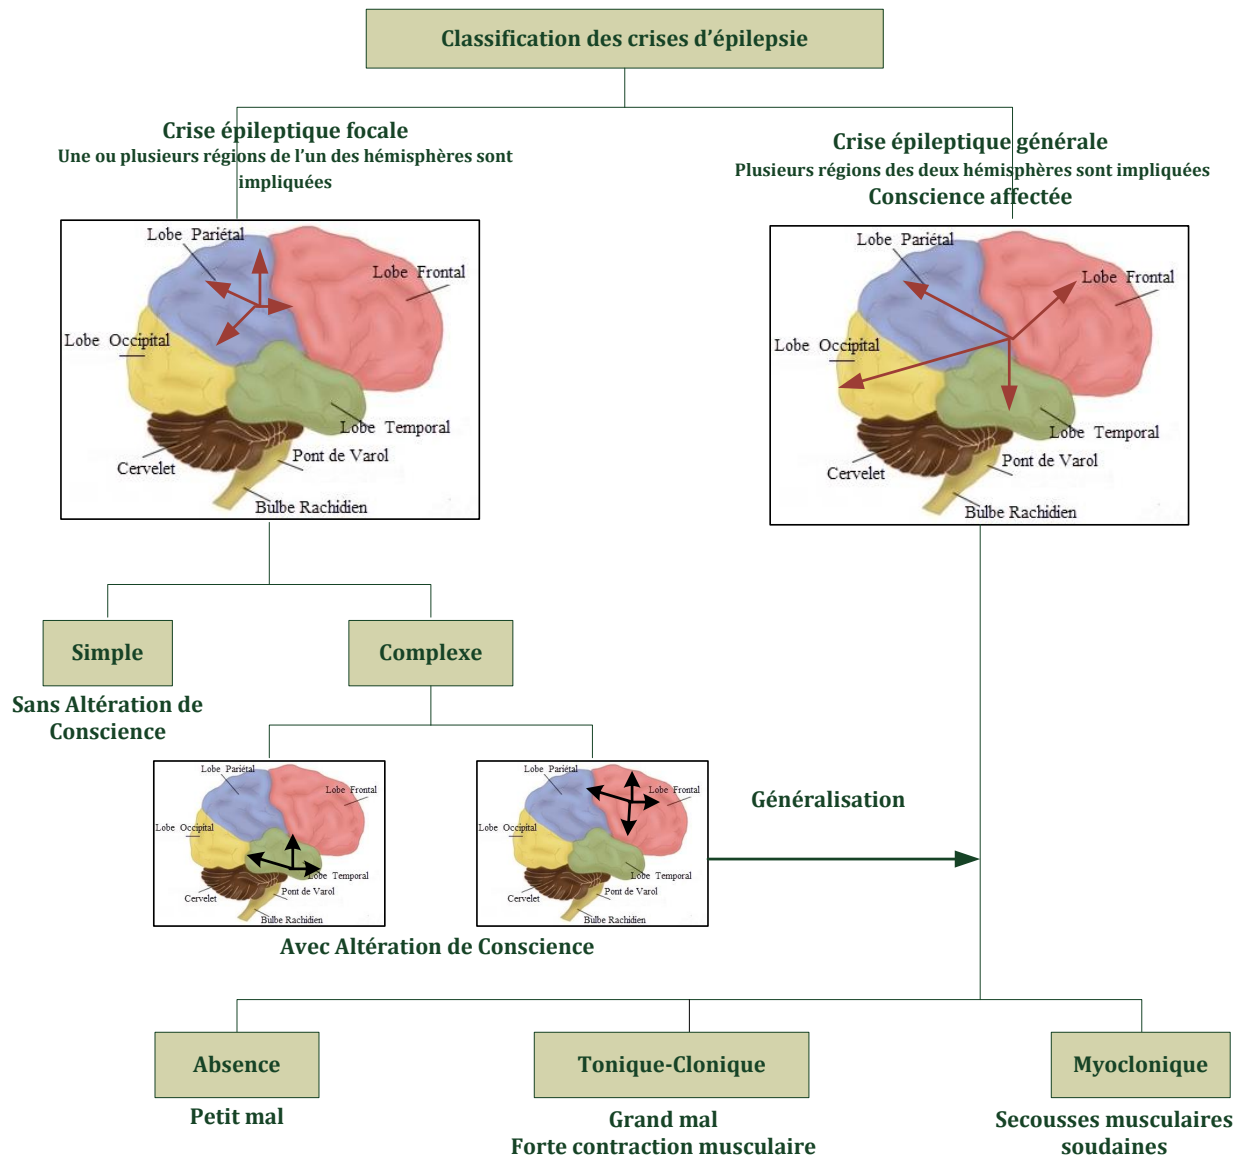 Classification des crises d'épilepsie
Crise épileptique focale
Une ou plusieurs régions de l'un des hémisphères sont
impliquées
Crise épileptique générale
Plusieurs régions des deux hémisphères sont impliquées
Conscience affectée
Lobe Pariétal
Lobe Frontal
Lobe Occipital
Lobe Temporal
Pont de Varol
Cervelet
Bulbe Rachidien
Lobe Pariétal
Lobe Frontal
Lobe Occipital
Lobe Temporal
Pont de Varol
Cervelet
Bulbe Rachidien
Simple
Complexe
Sans Altération de
Conscience
Lobe Pariétal
Lobe Frontal
Lobe Occipital
Lobe Temporal
Pont de Varol
Cervelet
Bulbe Rachidien
Lobe Pariétal
Lobe Frontal
Lobe Occipital
Lobe Temporal
Pont de Varol
Cervelet
Bulbe Rachidien
Généralisation
Avec Altération de Conscience
Absence
Tonique-Clonique
Myoclonique
Petit mal
Grand mal
Forte contraction musculaire
Secousses musculaires
soudaines